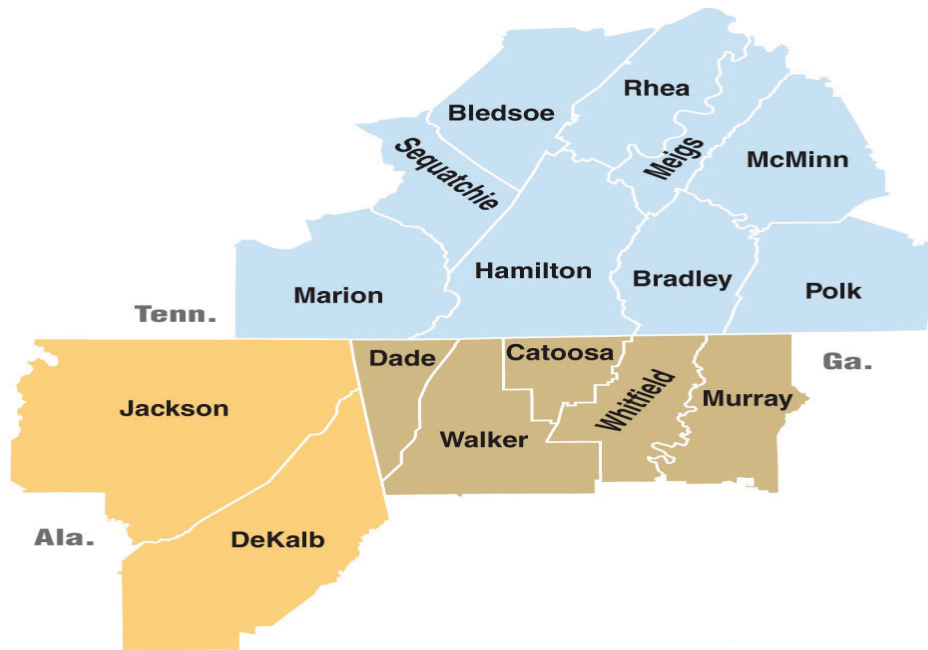 Rhea
Bledsoe
Meigs
McMinn
Sequatchie
Hamilton
Bradley
Polk
Marion
Tenn.
Dade
Catoosa
Ga.
Whitfield
Murray
Jackson
Walker
Ala.
DeKalb